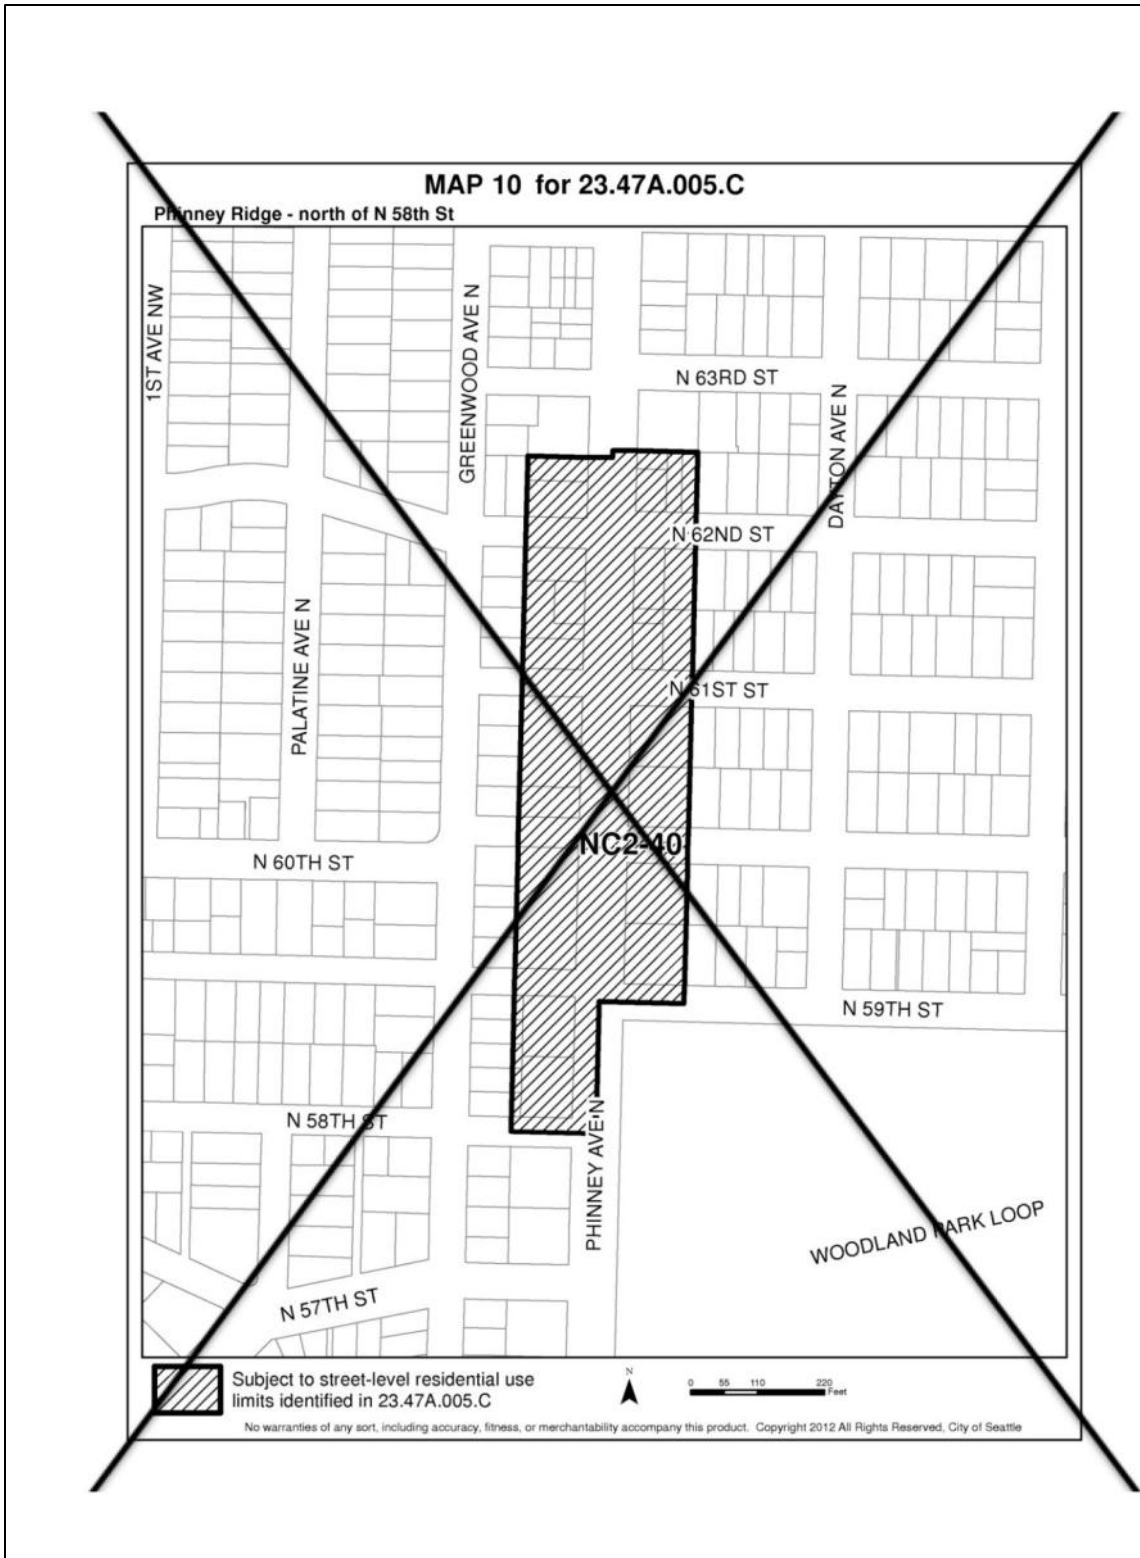 MAP 10 for 23.47A.005.C
Phinney Ridge - north of N 58th St
1ST AVE NW
GREENWOOD AVE N
N 63RD ST
DAYTON AVE N
N 62ND ST
PALATINE AVE N
N 61ST ST
NC2-40
N 60TH ST
N 59TH ST
N 58TH ST
PHINNEY AVE N
WOODLAND PARK LOOP
N 57TH ST
Subject to street-level residential use
limits identified in 23.47A.005.C
N
0 55 110 220
Feet
No warranties of any sort, including accuracy, fitness, or merchantability accompany this product. Copyright 2012 All Rights Reserved, City of Seattle